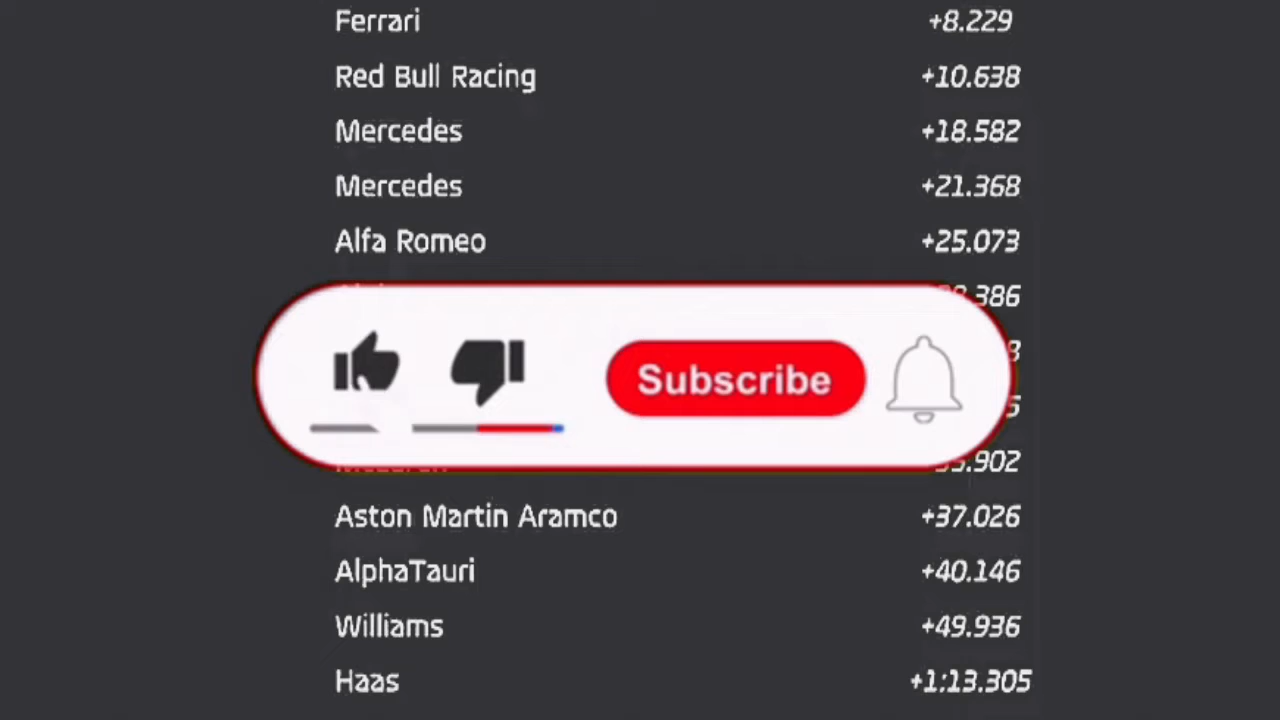 Ferrari +8.229
Red Bull Racing +10.638
Mercedes +18.582
Mercedes +21.368
Alfa Romeo +25.073
Subscribe
Aston Martin Aramco +37.026
AlphaTauri +40.146
Williams +49.936
Haas +1:13.305